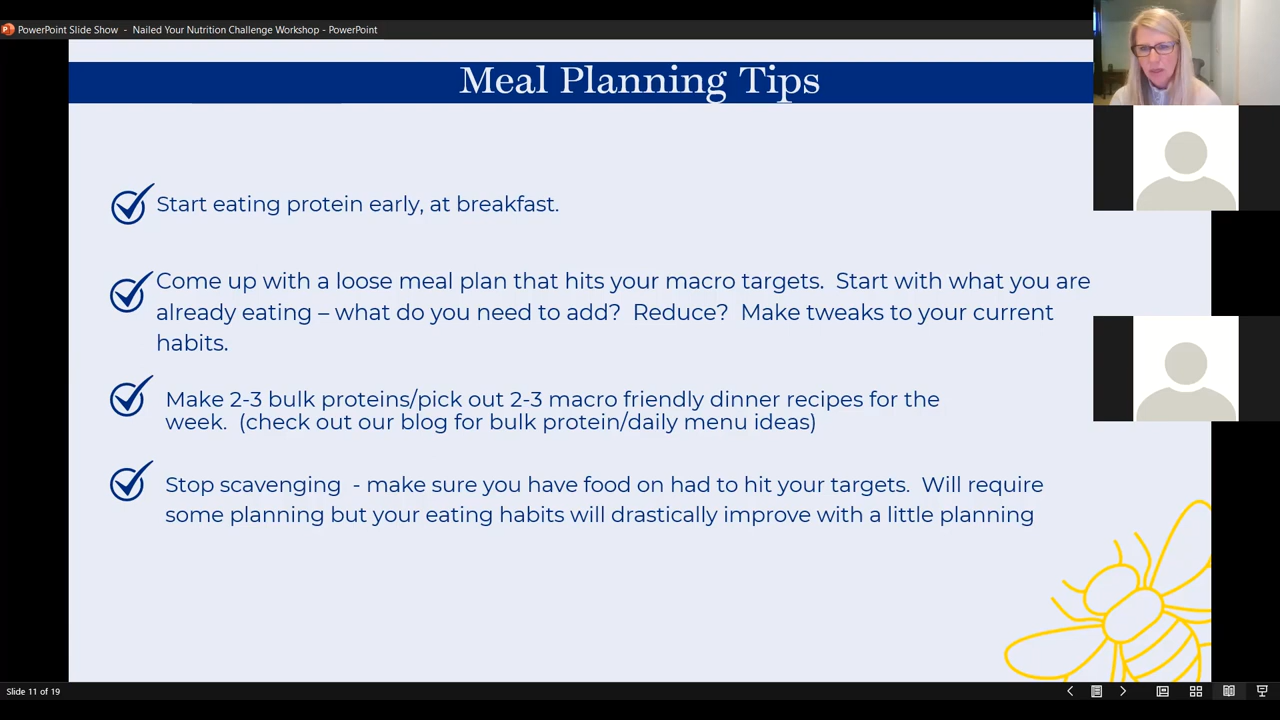 PowerPoint Slide Show - Nailed Your Nutrition Challenge Workshop - PowerPoint
Meal Planning Tips
Start eating protein early, at breakfast.
Come up with a loose meal plan that hits your macro targets. Start with what you are
already eating – what do you need to add? Reduce? Make tweaks to your current
habits.
Make 2-3 bulk proteins/pick out 2-3 macro friendly dinner recipes for the
week. (check out our blog for bulk protein/daily menu ideas)
Stop scavenging - make sure you have food on had to hit your targets. Will require
some planning but your eating habits will drastically improve with a little planning
Slide 11 of 19